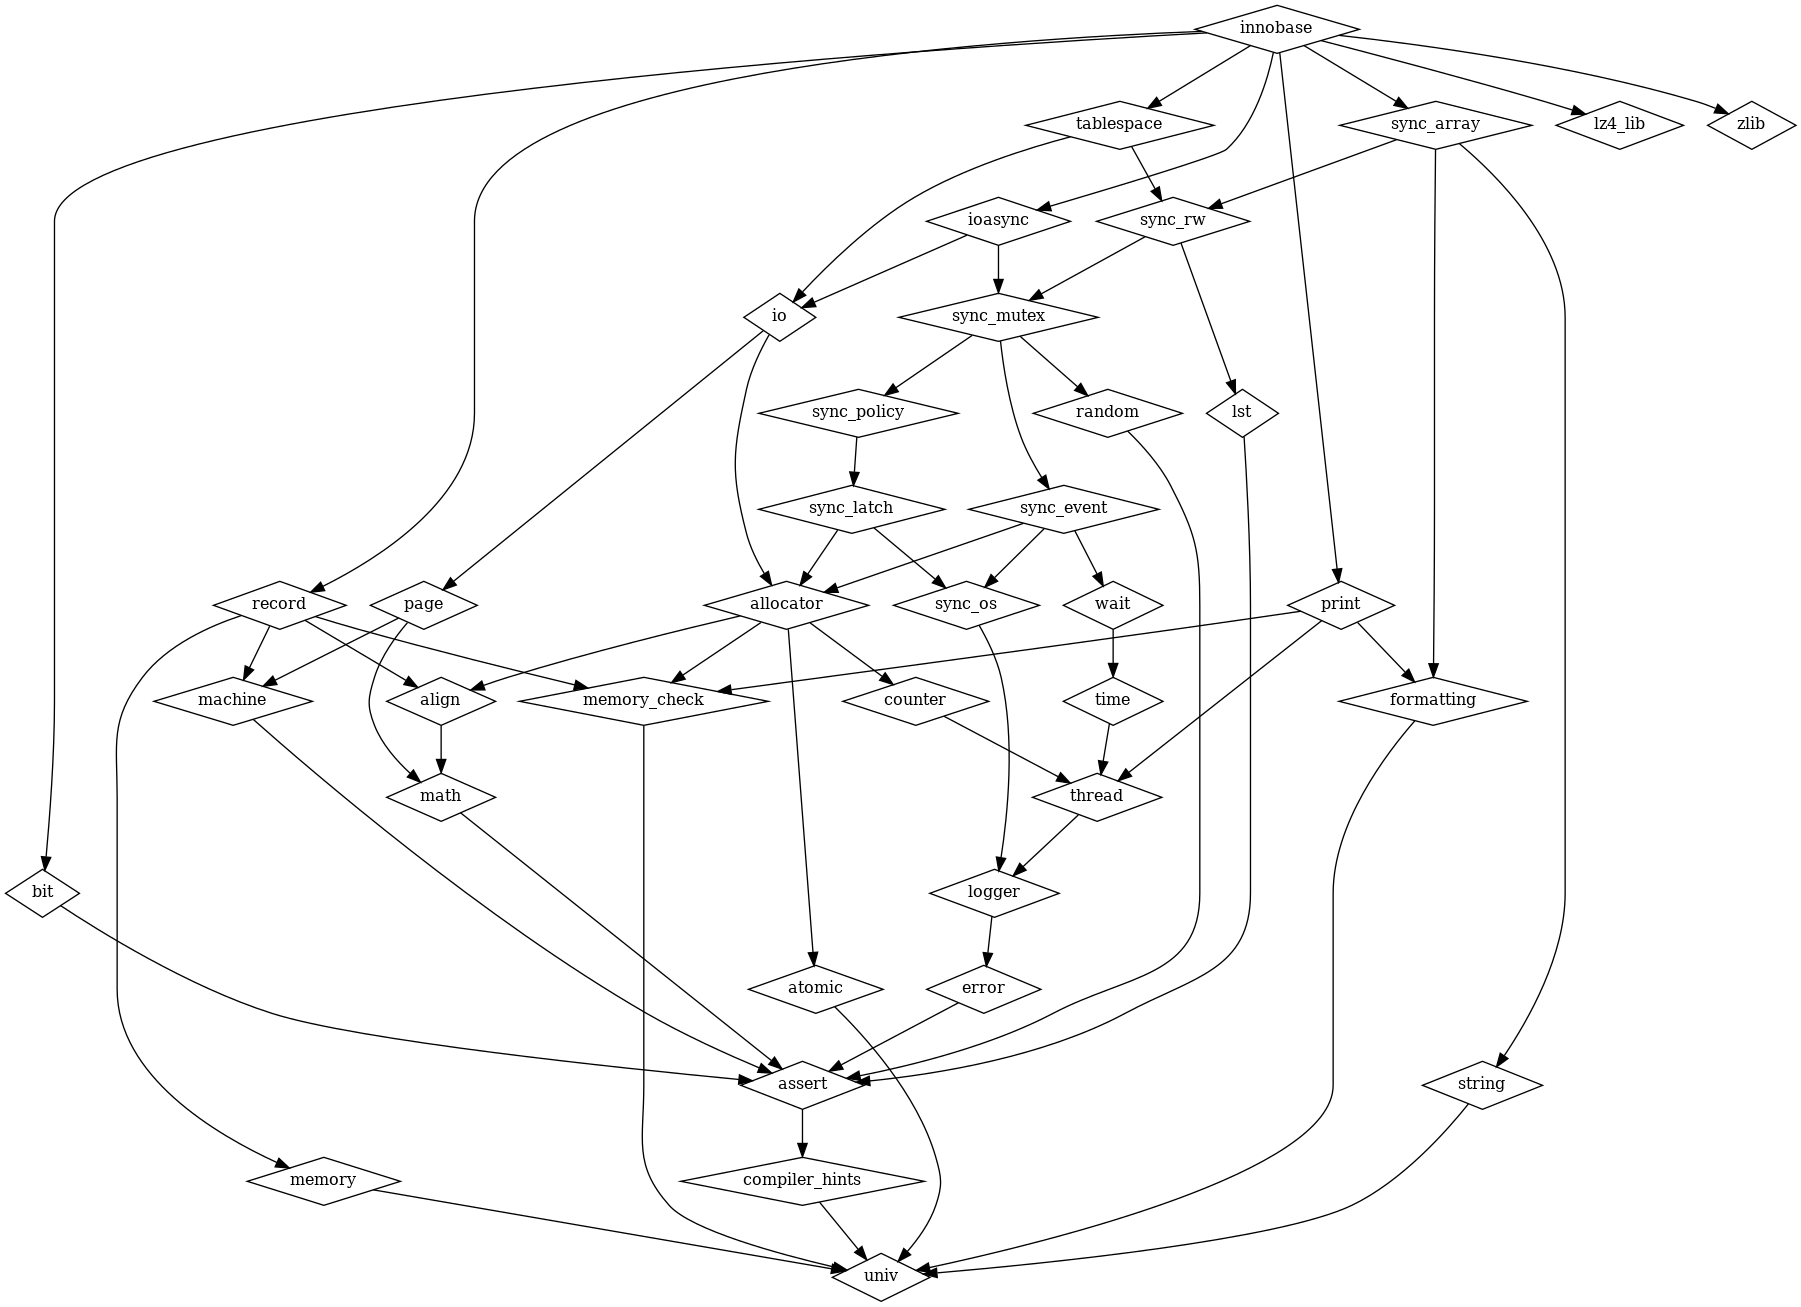 innobase
tablespace
sync_array
lz4_lib
zlib
ioasync
sync_rw
io
sync_mutex
sync_policy
random
lst
sync_latch
sync_event
record
page
allocator
sync_os
wait
print
machine
align
memory_check
counter
time
formatting
math
thread
bit
logger
atomic
error
assert
string
memory
compiler_hints
univ